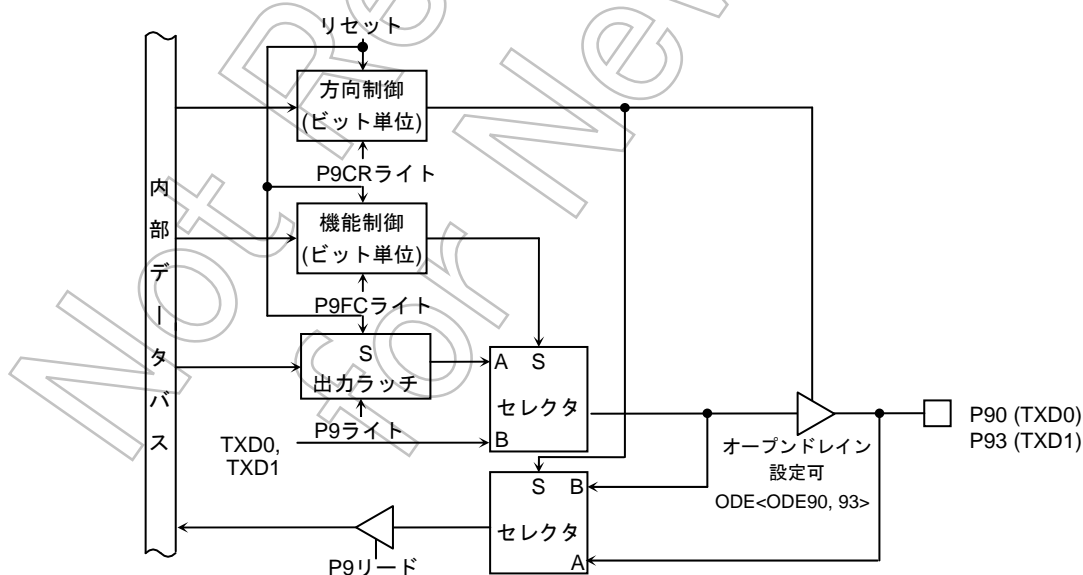 リセット
方向制御
(ビット単位)
P9CRライト
内部データバス
機能制御
(ビット単位)
P9FCライト
S
出力ラッチ
P9ライト
TXD0,
TXD1
A S
セレクタ
B
P90 (TXD0)
P93 (TXD1)
オープンドレイン
設定可
ODE<ODE90, 93>
S B
セレクタ
A
P9リード
Not Re
for Nev